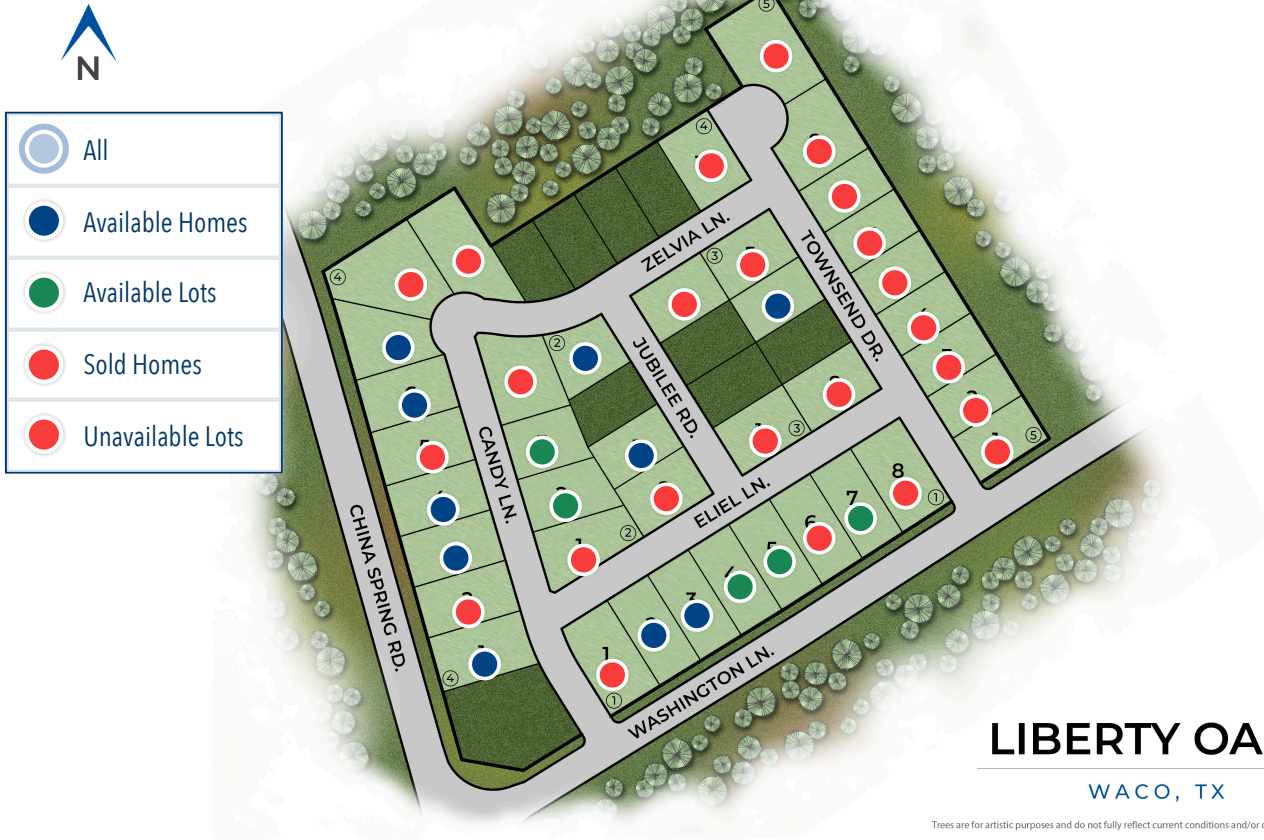 N
All
Available Homes
Available Lots
Sold Homes
Unavailable Lots
5
4
ZELVIA LN.
4
3
TOWNSEND DR.
2
JUBILEE RD.
CANDY LN.
3
5
ELIEL LN.
8
7
1
2
6
CHINA SPRING RD.
1
4
1
WASHINGTON LN.
LIBERTY OA
WACO, TX
Trees are for artistic purposes and do not fully reflect current conditions and/or